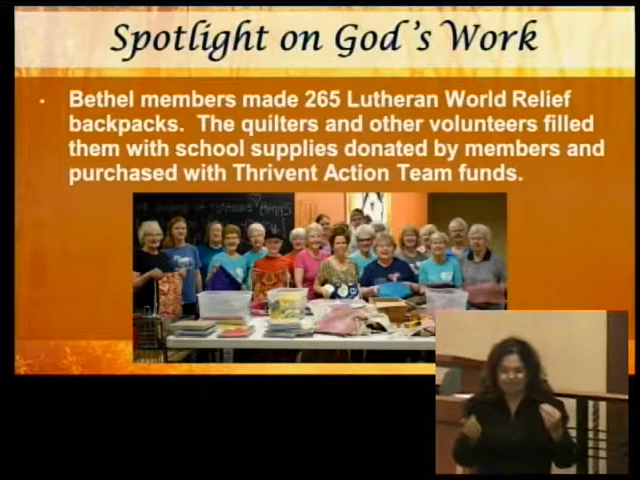 Spotlight on God's Work
• Bethel members made 265 Lutheran World Relief
backpacks. The quilters and other volunteers filled
them with school supplies donated by members and
purchased with Thrivent Action Team funds.